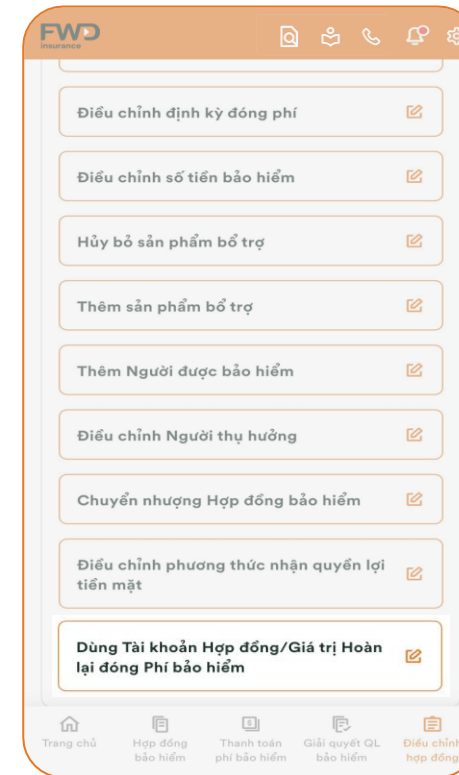 FWD
insurance
Điều chỉnh định kỳ đóng phí
Điều chỉnh số tiền bảo hiểm
Hủy bỏ sản phẩm bổ trợ
Thêm sản phẩm bổ trợ
Thêm Người được bảo hiểm
Điều chỉnh Người thụ hưởng
Chuyển nhượng Hợp đồng bảo hiểm
Điều chỉnh phương thức nhận quyền lợi
tiền mặt
Dùng Tài khoản Hợp đồng/Giá trị Hoàn
lại đóng Phí bảo hiểm
Trang chủ
Hợp đồng
bảo hiểm
Thanh toán
phí bảo hiểm
Giải quyết QL
bảo hiểm
Điều chỉnh
hợp đồng